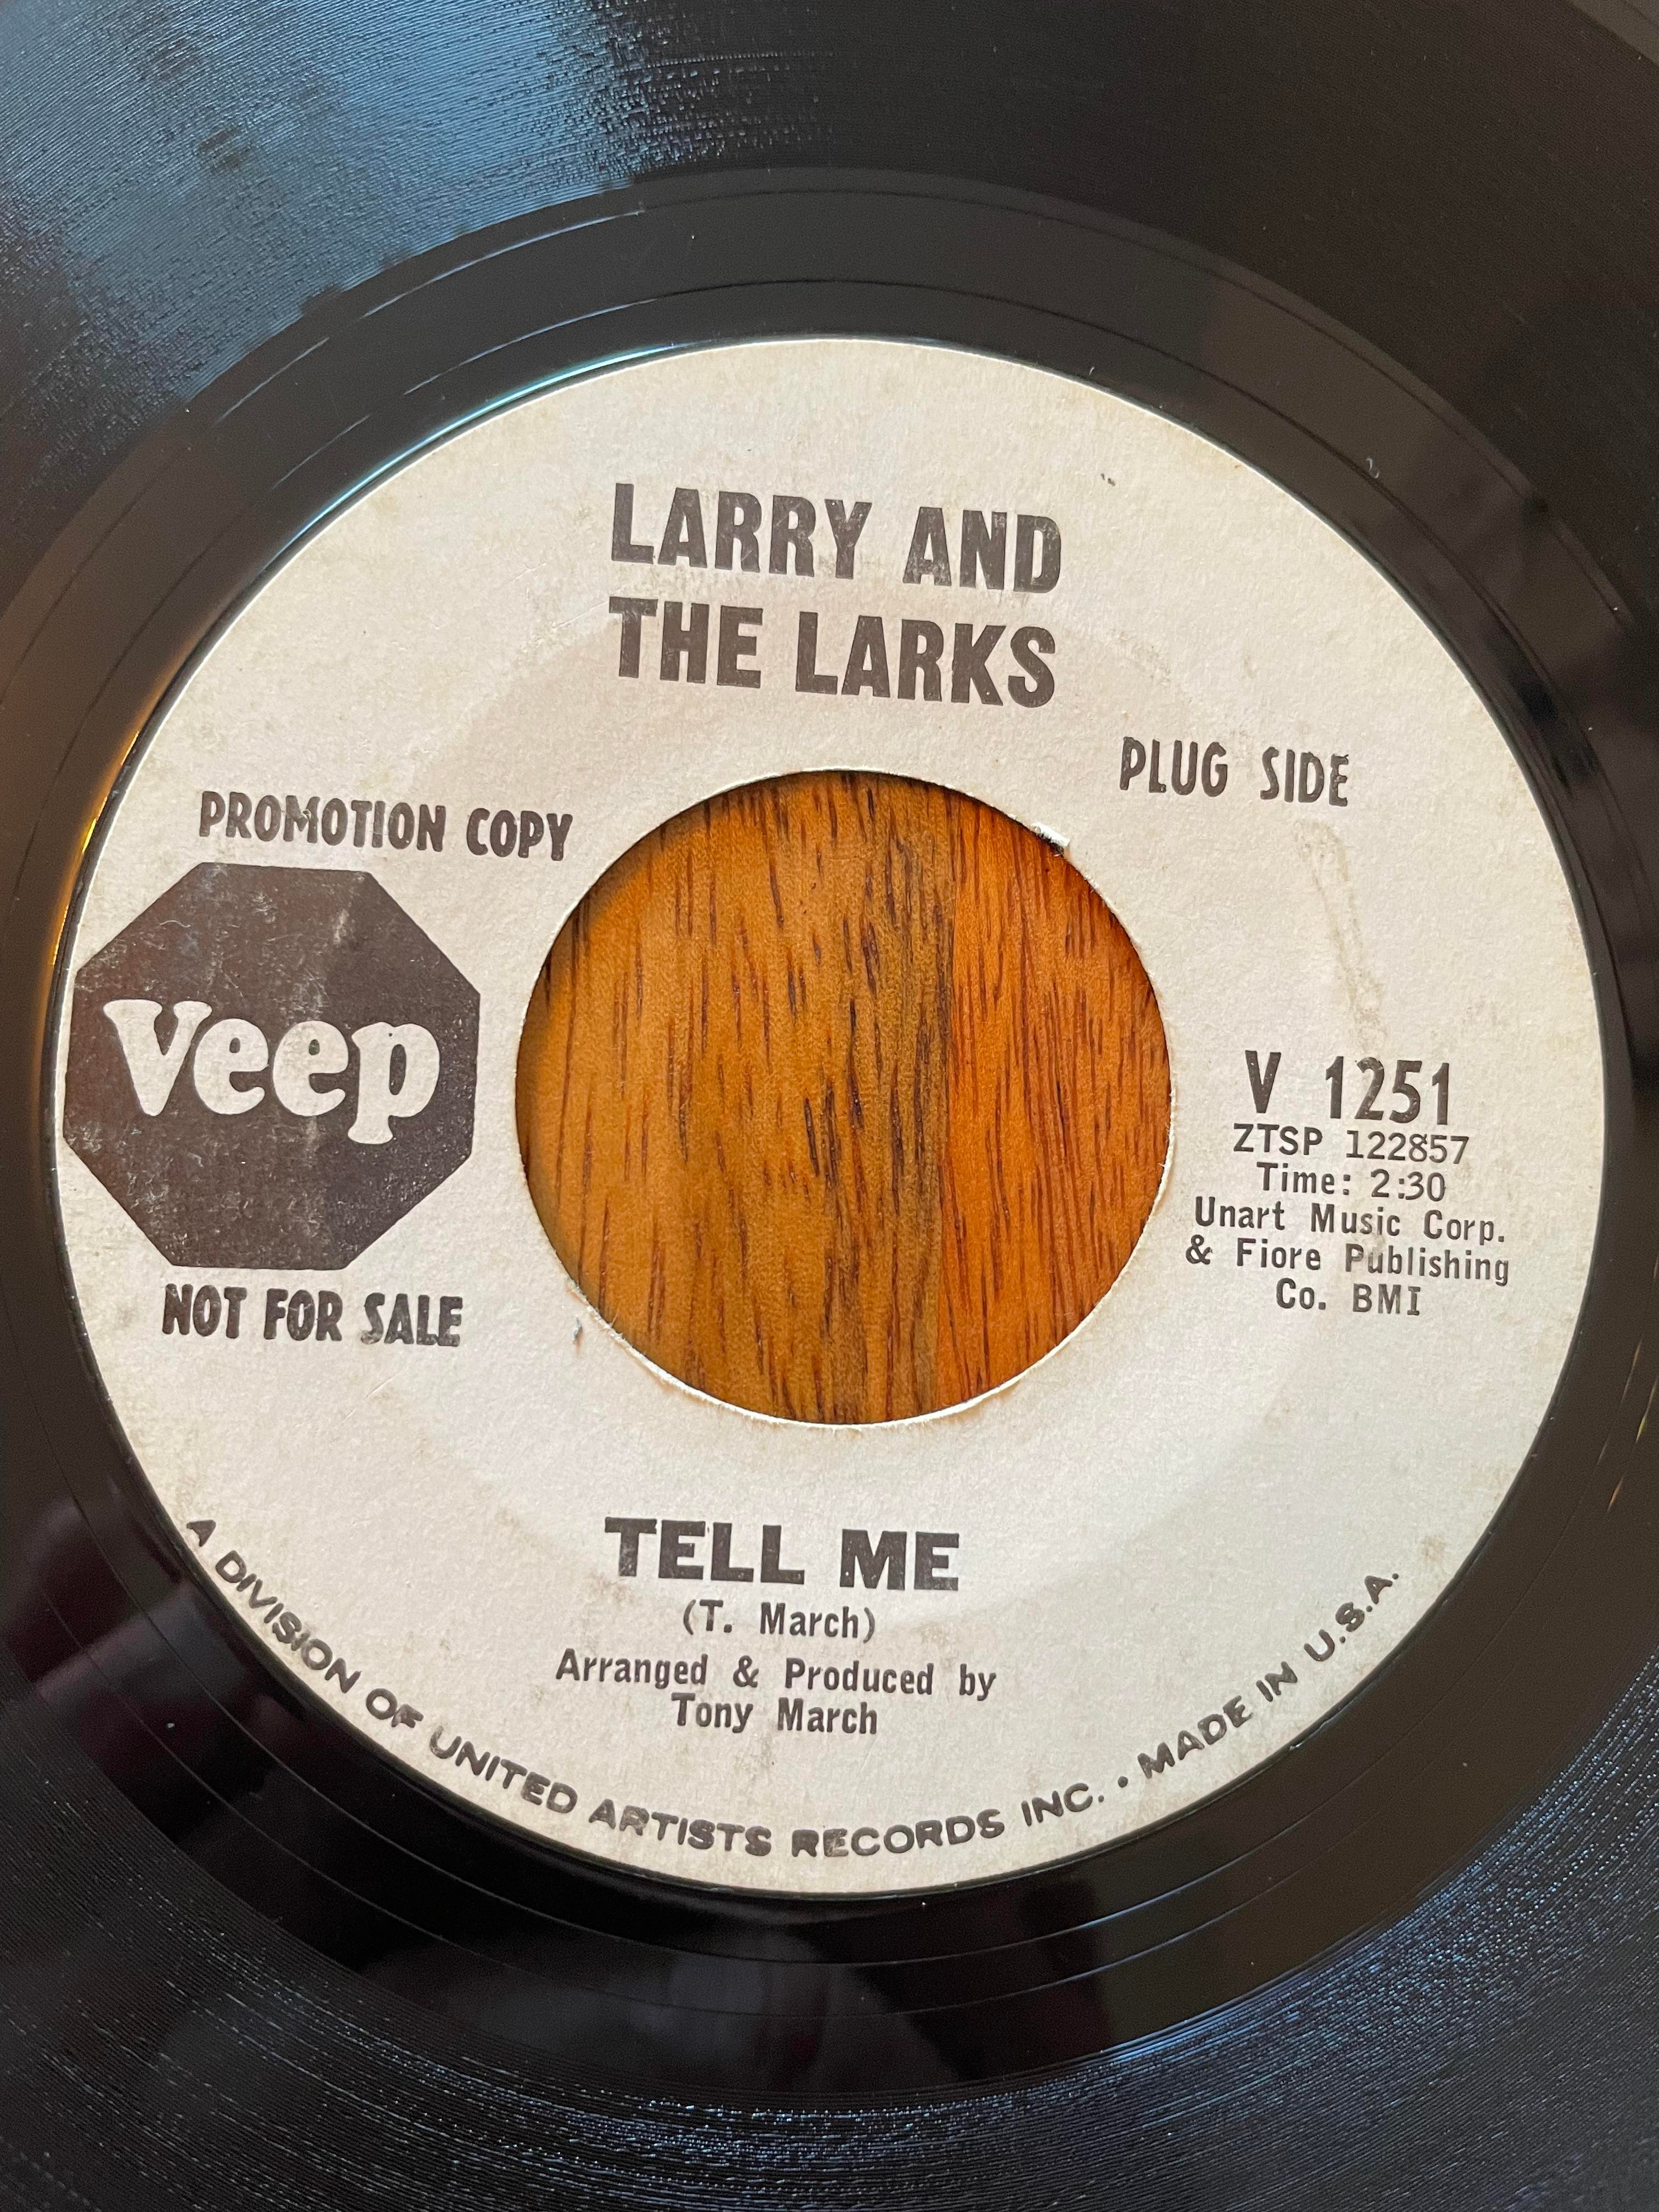 LARRY AND
THE LARKS
PLUG SIDE
PROMOTION COPY
Veep
NOT FOR SALE
V 1251
ZTSP 122857
Time: 2:30
Unart Music Corp.
& Fiore Publishing
Co. BMI
TELL ME
(T. March)
Arranged & Produced by
Tony March
A DIVISION OF UNITED ARTISTS RECORDS INC. • MADE IN U.S.A.